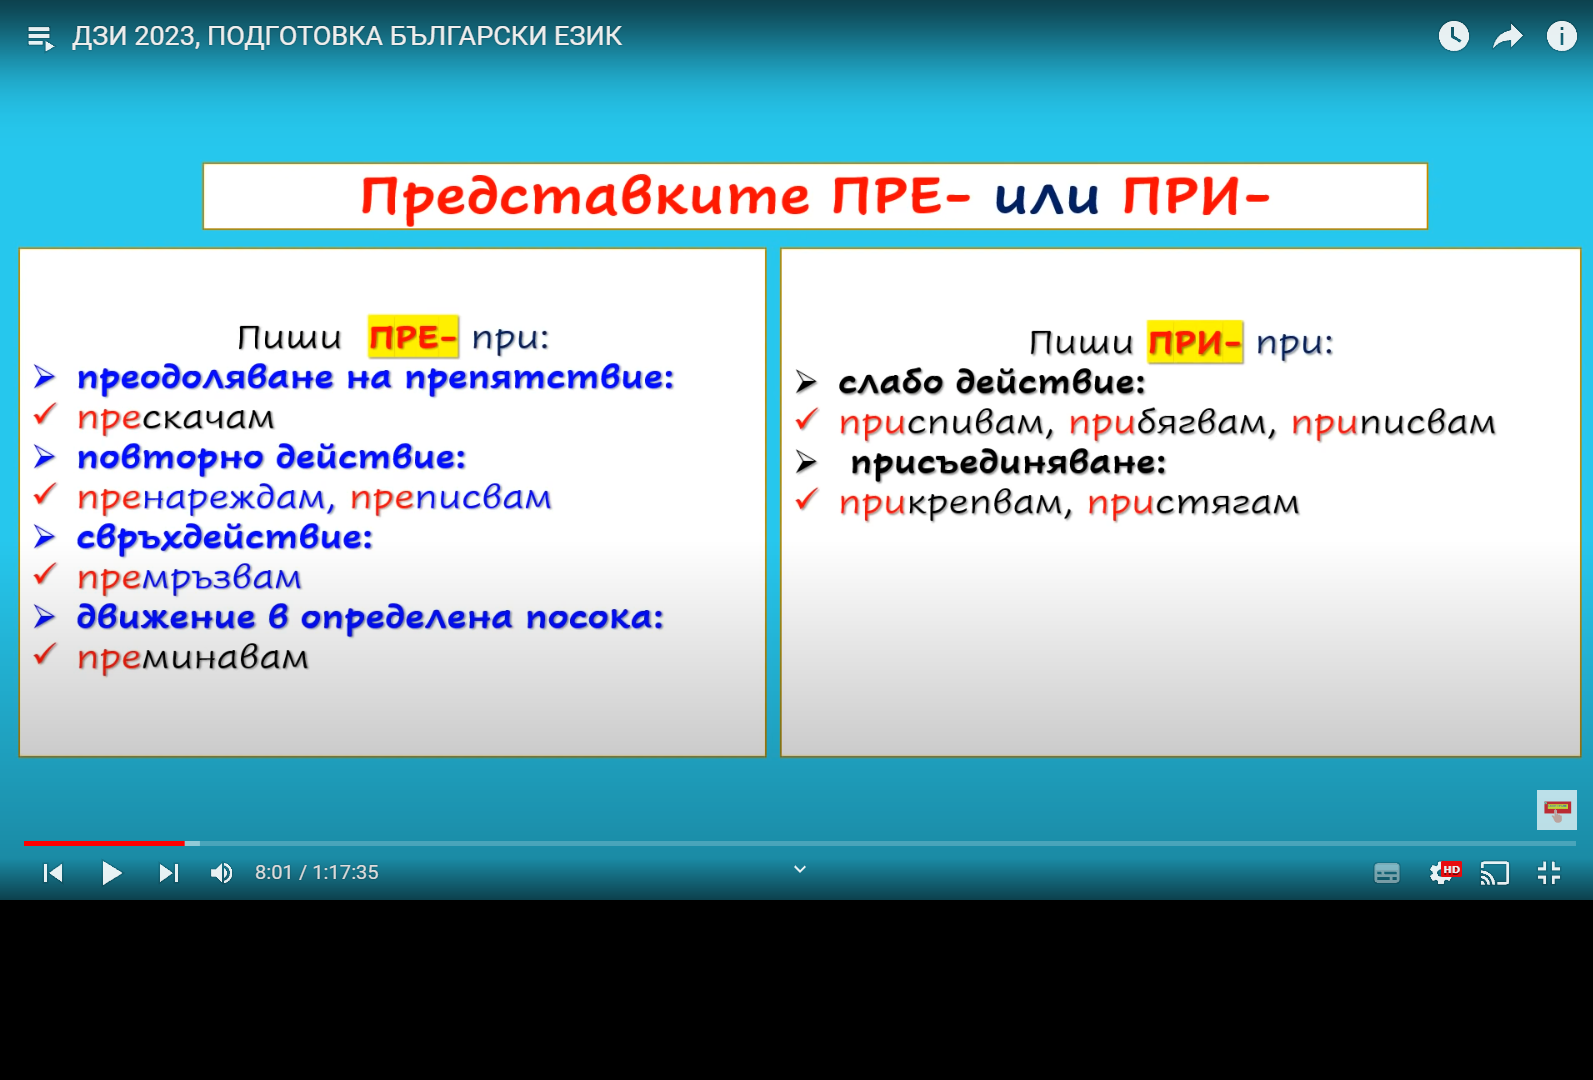 ДЗИ 2023, ПОДГОТОВКА БЪЛГАРСКИ ЕЗИК
Представките ПРЕ- или ПРИ-
Пиши ПРЕ- при:
преодоляване на препятствие:
прескачам
повторно действие:
пренареждам, преписвам
свръхдействие:
премръзвам
движение в определена посока:
преминавам
Пиши ПРИ- при:
слабо действие:
приспивам, прибягвам, приписвам
присъединяване:
прикрепвам, пристягам
8:01 / 1:17:35
HD